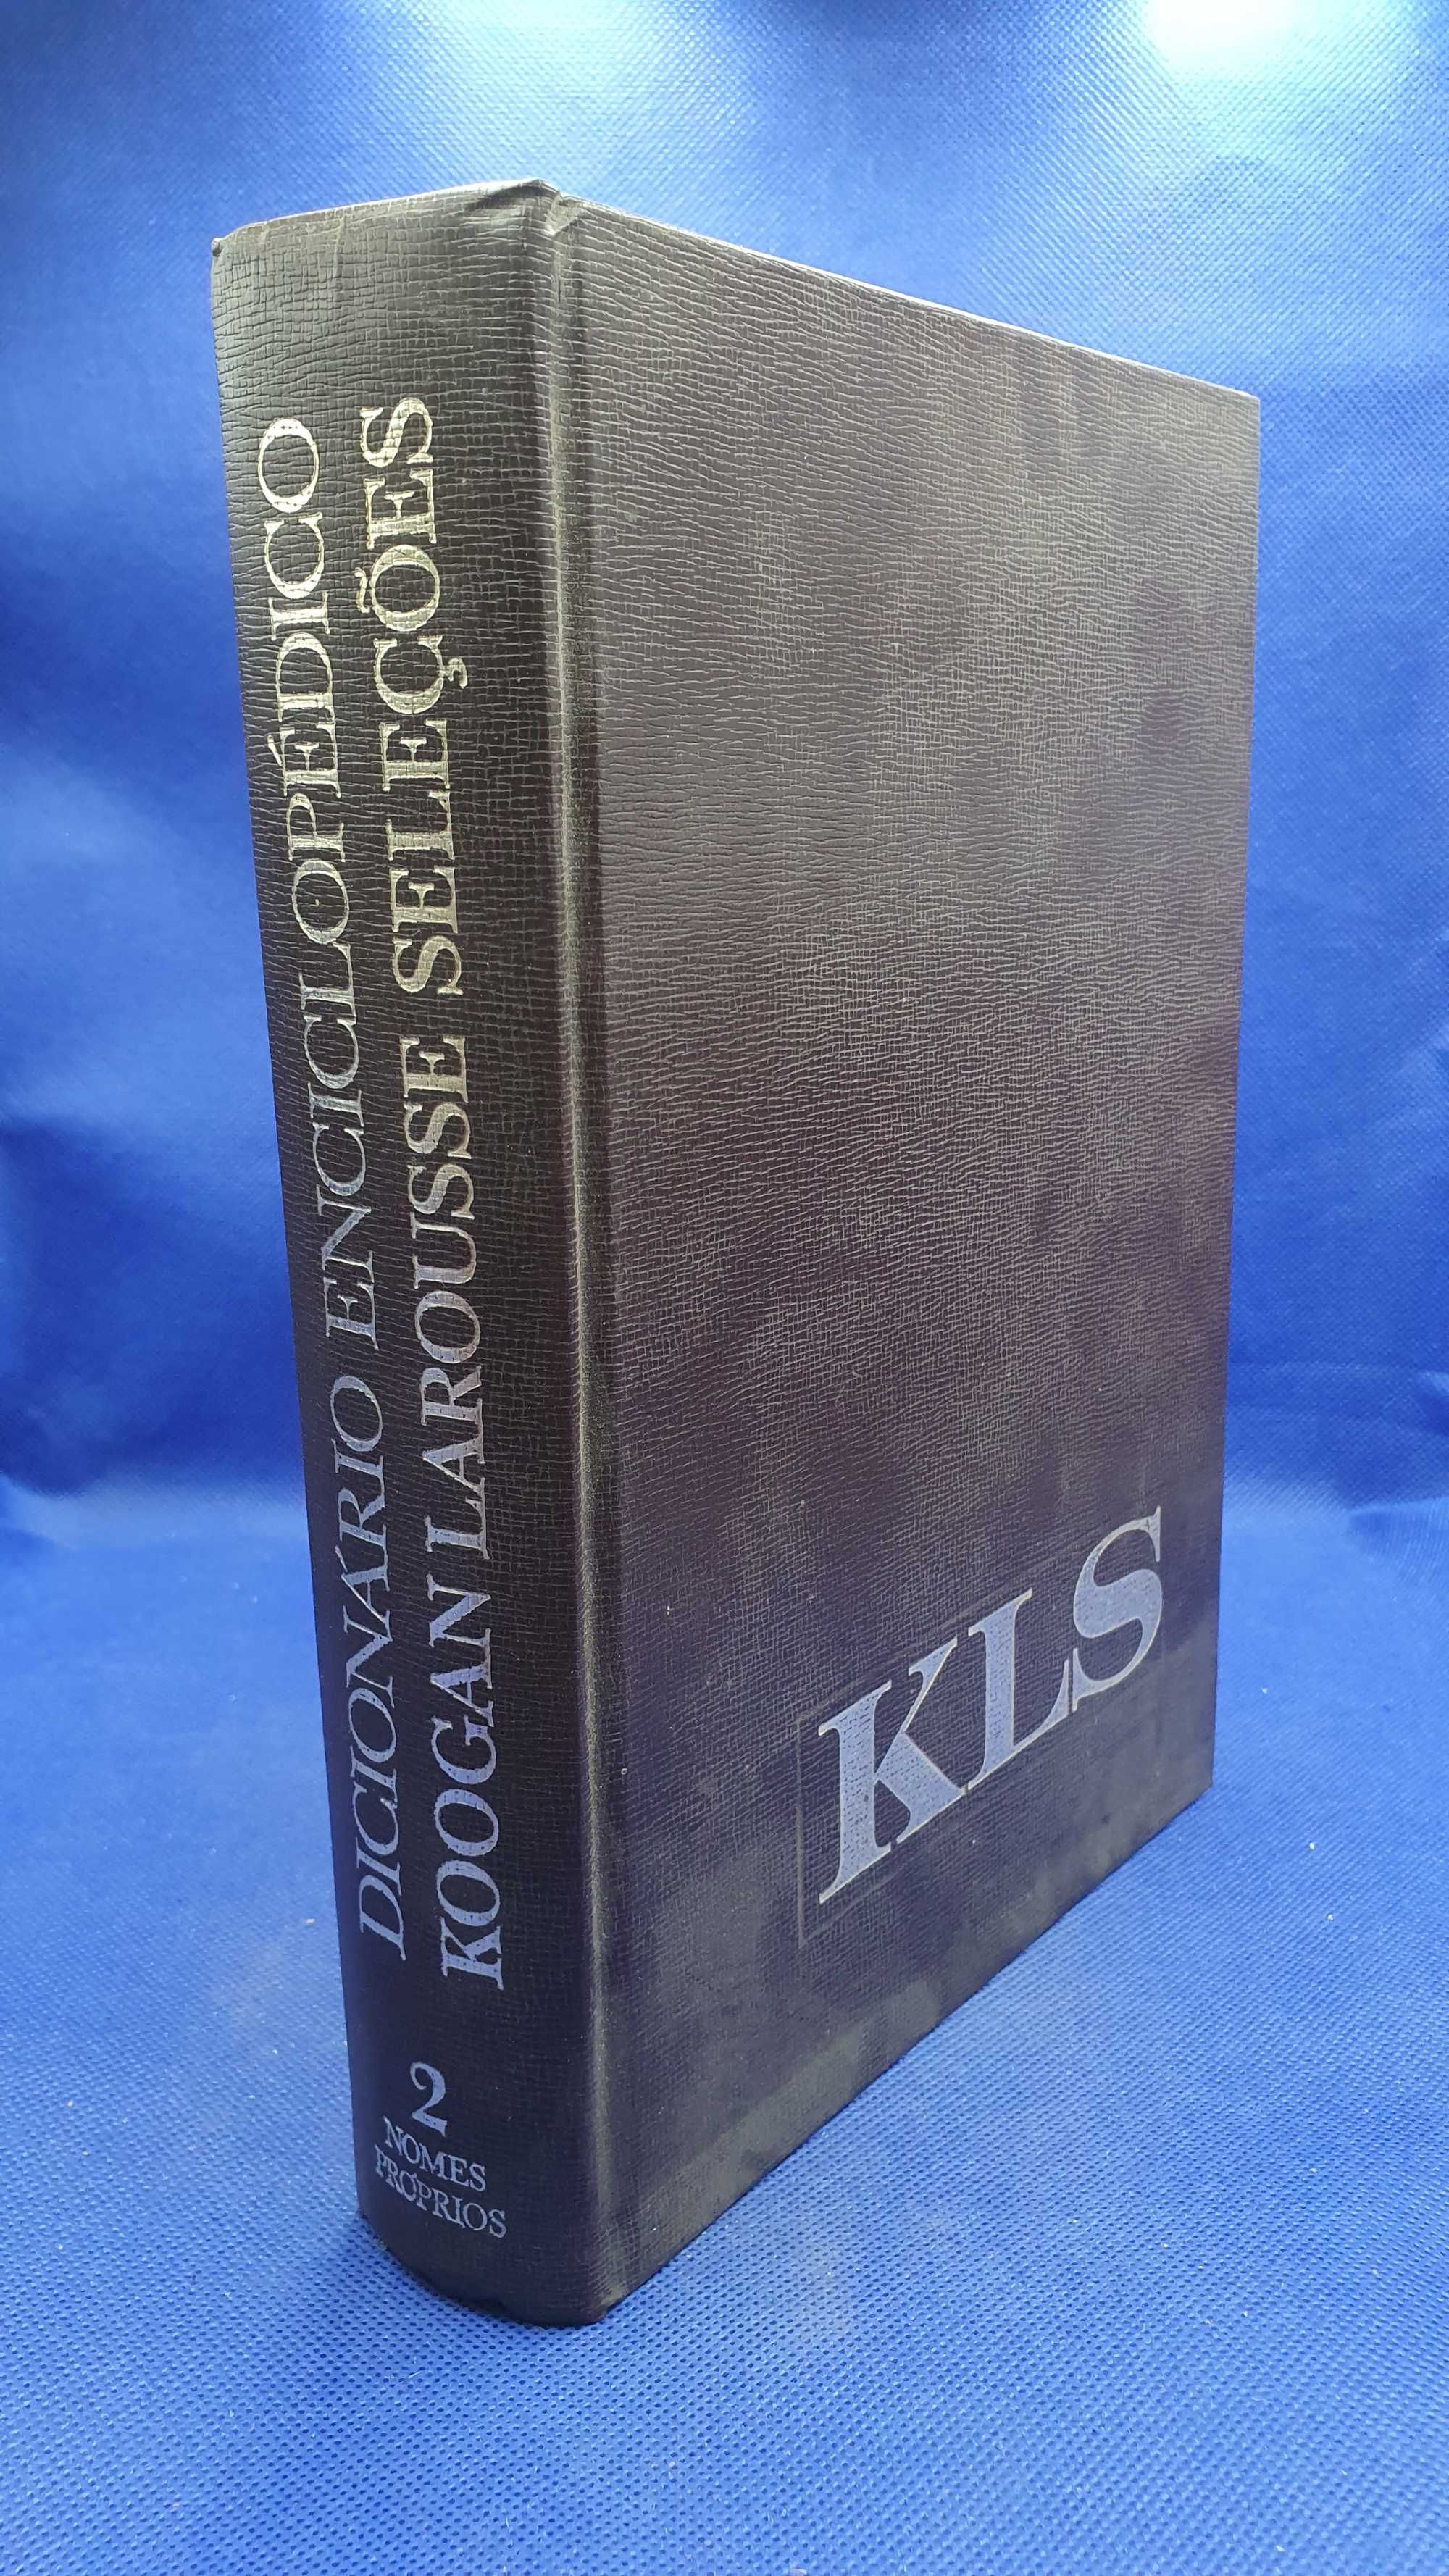 DICIONÁRIO ENCICLOPÉDICO
KOOGAN LAROUSSE SELEÇÕES
2
NOMES
PRÓPRIOS
KLS